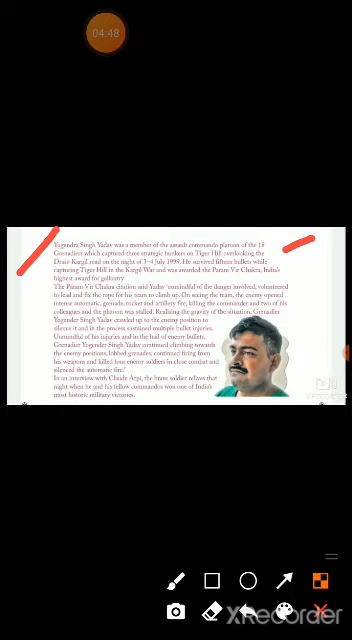 04:48
Yogendra Singh Yadav was a member of the assault commando platoon of the 18
Grenadiers which captured three strategic bunkers on Tiger Hill overlooking the
Drass-Kargil road on the night of 3-4 July 1999. He survived fifteen bullets while
capturing Tiger Hill in the Kargil War and was awarded the Param Vir Chakra, India's
highest award for gallantry.
The Param Vir Chakra citation said Yadav 'unmindful of the danger involved, volunteered
to lead and fix the rope for his team to climb up. On seeing the team, the enemy opened
intense automatic, grenade, rocket and artillery fire, killing the commander and two of his
colleagues and the platoon was stalled. Realising the gravity of the situation, Grenadier
Yogender Singh Yadav crawled up to the enemy position to
silence it and in the process sustained multiple bullet injuries.
Unmindful of his injuries and in the hail of enemy bullets,
Grenadier Yogender Singh Yadav continued climbing towards
the enemy positions, lobbed grenades, continued firing from
his weapons and killed four enemy soldiers in close combat and
silenced the automatic fire.'
In an interview with Claude Arpi, the brave soldier relives that
night when he and his fellow commandos won one of India's
most historic military victories.
XRecorder